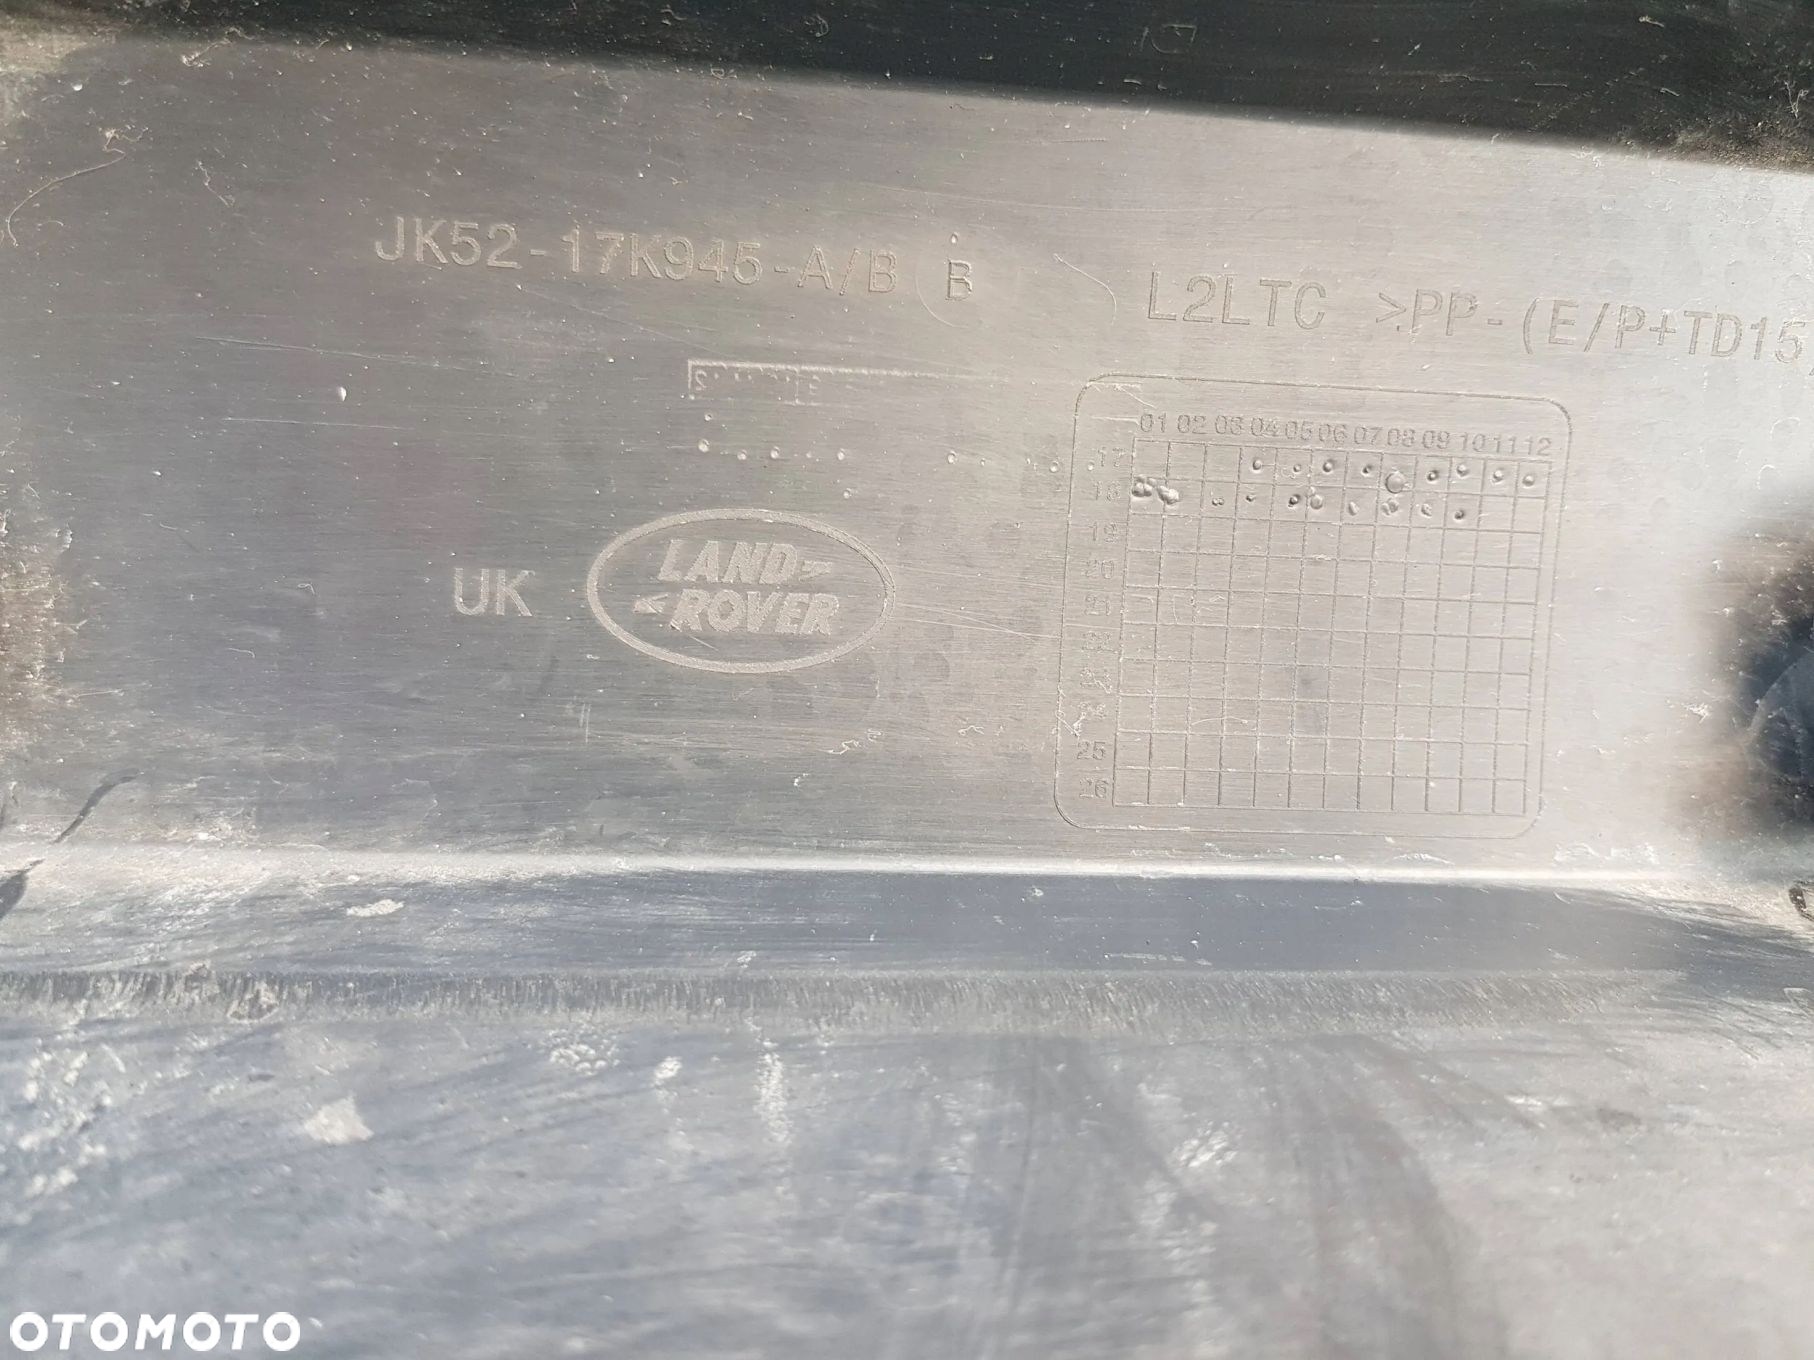 JK52-17K945-A/B B
L2LTC >PP-(E/P+TD15)
01 02 03 04 05 06 07 08 09 10 11 12
17
18
19
20
21
25
26
UK
LAND
ROVER
OTOMOTO